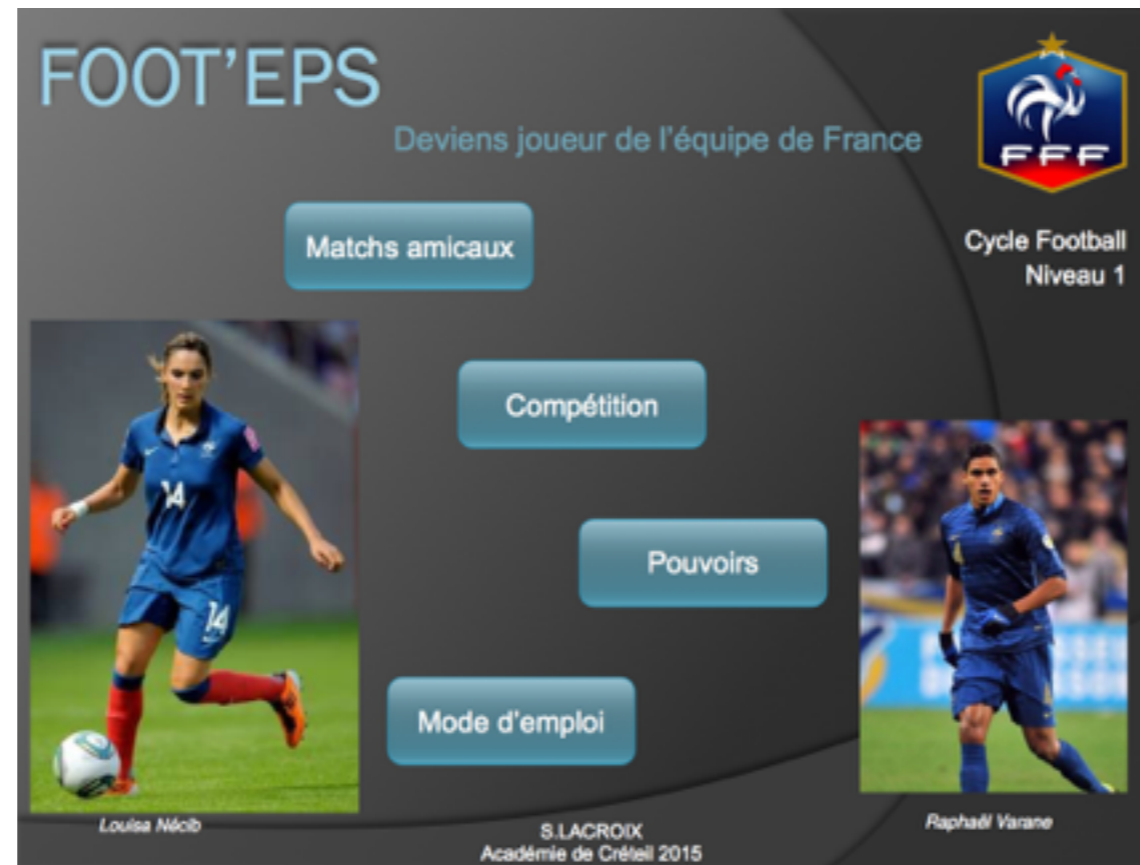 FOOT'EPS
Deviens joueur de l'équipe de France
FFF
Cycle Football
Niveau 1
Matchs amicaux
Compétition
Pouvoirs
Mode d'emploi
14
14
4
Louisa Nécib
Raphaël Varane
S.LACROIX
Académie de Créteil 2015